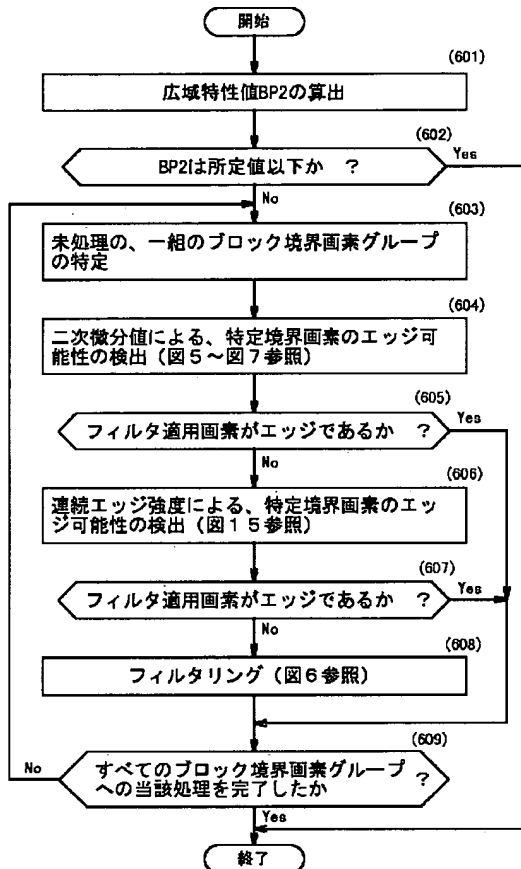 開始
(601)
広域特性値BP2の算出
(602)
BP2は所定値以下か ?
Yes
No
(603)
未処理の、一組のブロック境界画素グループ
の特定
(604)
二次微分値による、特定境界画素のエッジ可
能性の検出（図5～図7参照）
(605)
フィルタ適用画素がエッジであるか ?
Yes
No
(606)
連続エッジ強度による、特定境界画素のエッ
ジ可能性の検出（図15参照）
(607)
フィルタ適用画素がエッジであるか ?
Yes
No
(608)
フィルタリング（図6参照）
(609)
No
すべてのブロック境界画素グループ
への当該処理を完了したか ?
Yes
終了